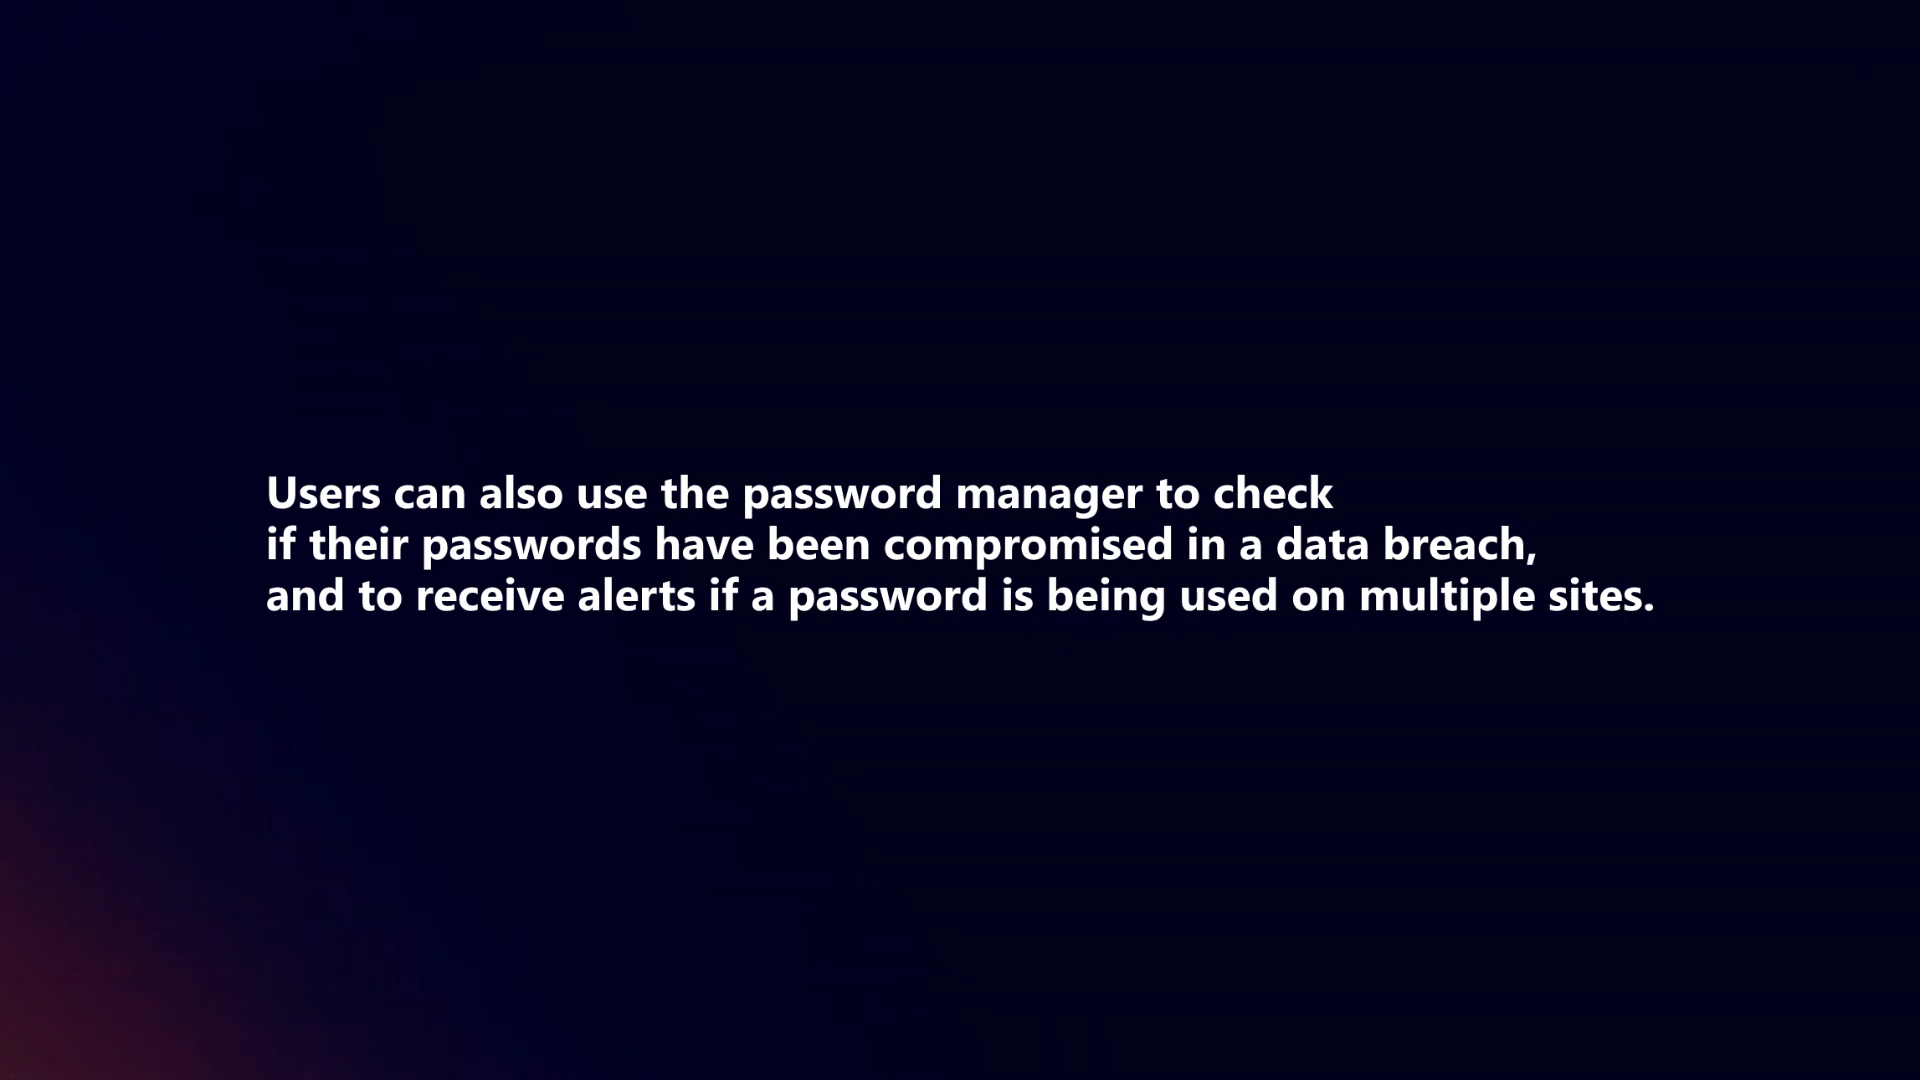 Users can also use the password manager to check
if their passwords have been compromised in a data breach,
and to receive alerts if a password is being used on multiple sites.